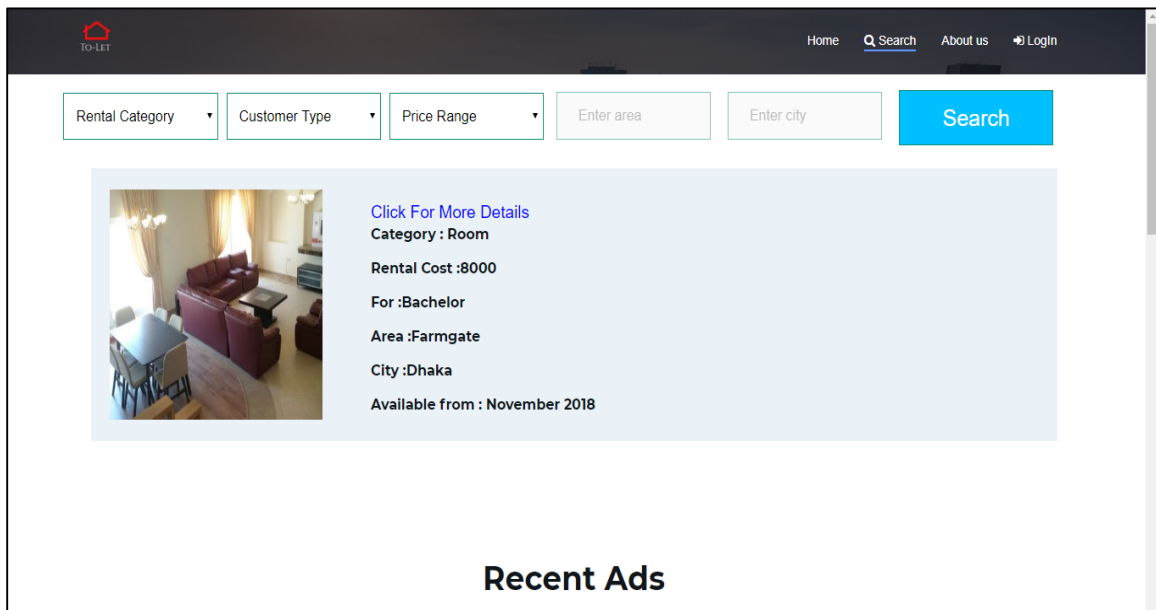 TO-LET
Home Search About us LogIn
Rental Category Customer Type Price Range Enter area Enter city Search
Click For More Details
Category : Room
Rental Cost :8000
For :Bachelor
Area :Farmgate
City :Dhaka
Available from : November 2018
Recent Ads